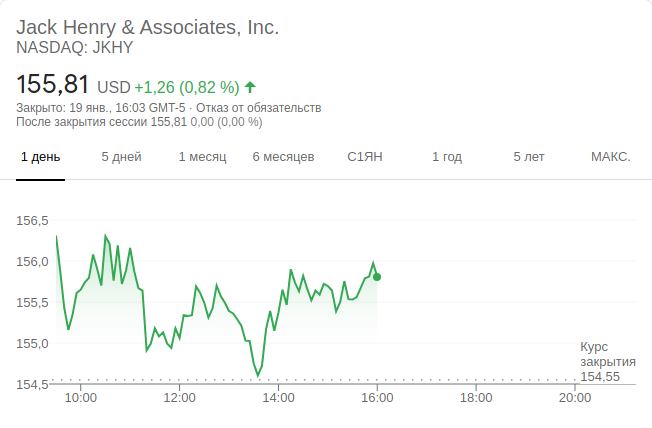 Jack Henry & Associates, Inc.
NASDAQ: JKHY
155,81 USD +1,26 (0,82 %)
Закрыто: 19 янв., 16:03 GMT-5 · Отказ от обязательств
После закрытия сессии 155,81 0,00 (0,00 %)
1 день 5 дней 1 месяц 6 месяцев С1ЯН 1 год 5 лет МАКС.
156,5
156,0
155,5
155,0
154,5
Курс
закрытия
154,55
10:00 12:00 14:00 16:00 18:00 20:00